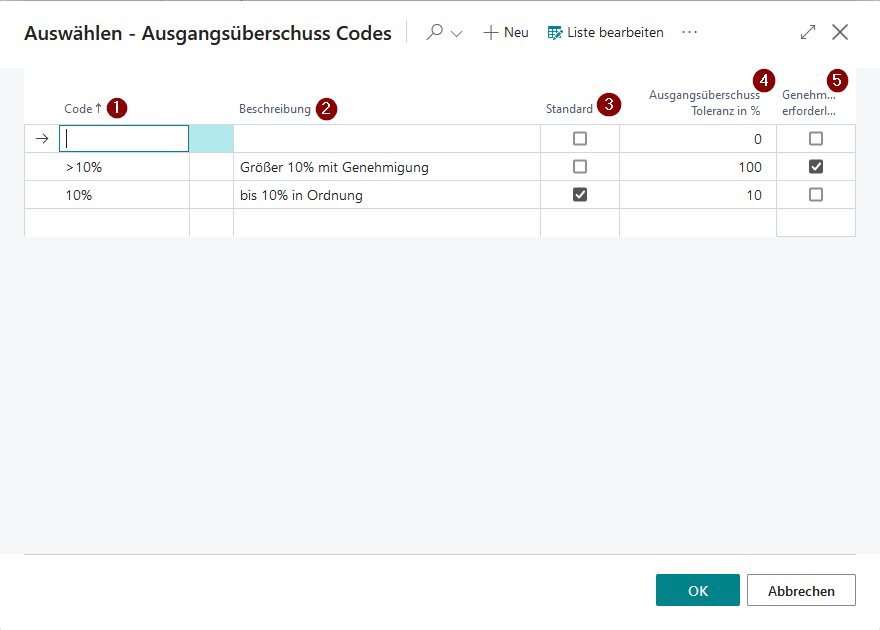 Auswählen - Ausgangsüberschuss Codes
Neu
Liste bearbeiten
Code ↑ 1
Beschreibung 2
Standard 3
Ausgangsüberschuss Toleranz in % 4
Genehm... erforderl... 5
0
>10% Größer 10% mit Genehmigung 100
10% bis 10% in Ordnung 10
OK
Abbrechen